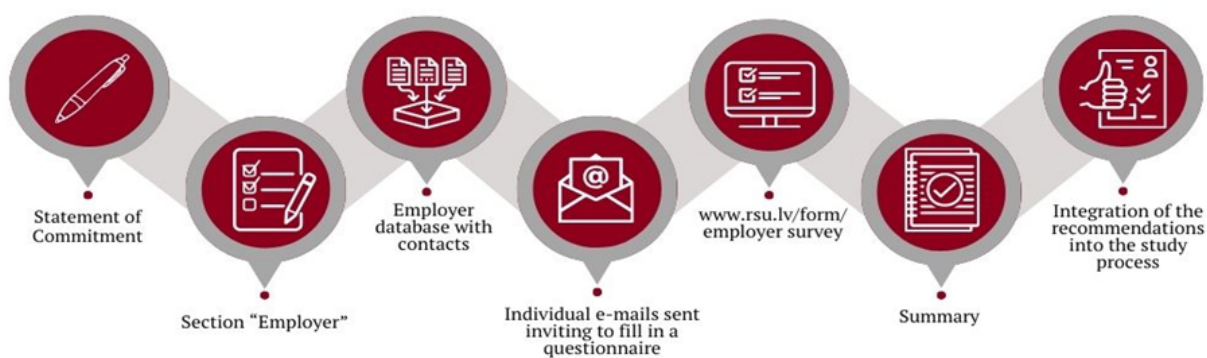 Statement of
Commitment
Section “Employer”
Employer
database with
contacts
@
Individual e-mails sent
inviting to fill in a
questionnaire
www.rsu.lv/form/
employer survey
Summary
Integration of the
recommendations
into the study
process